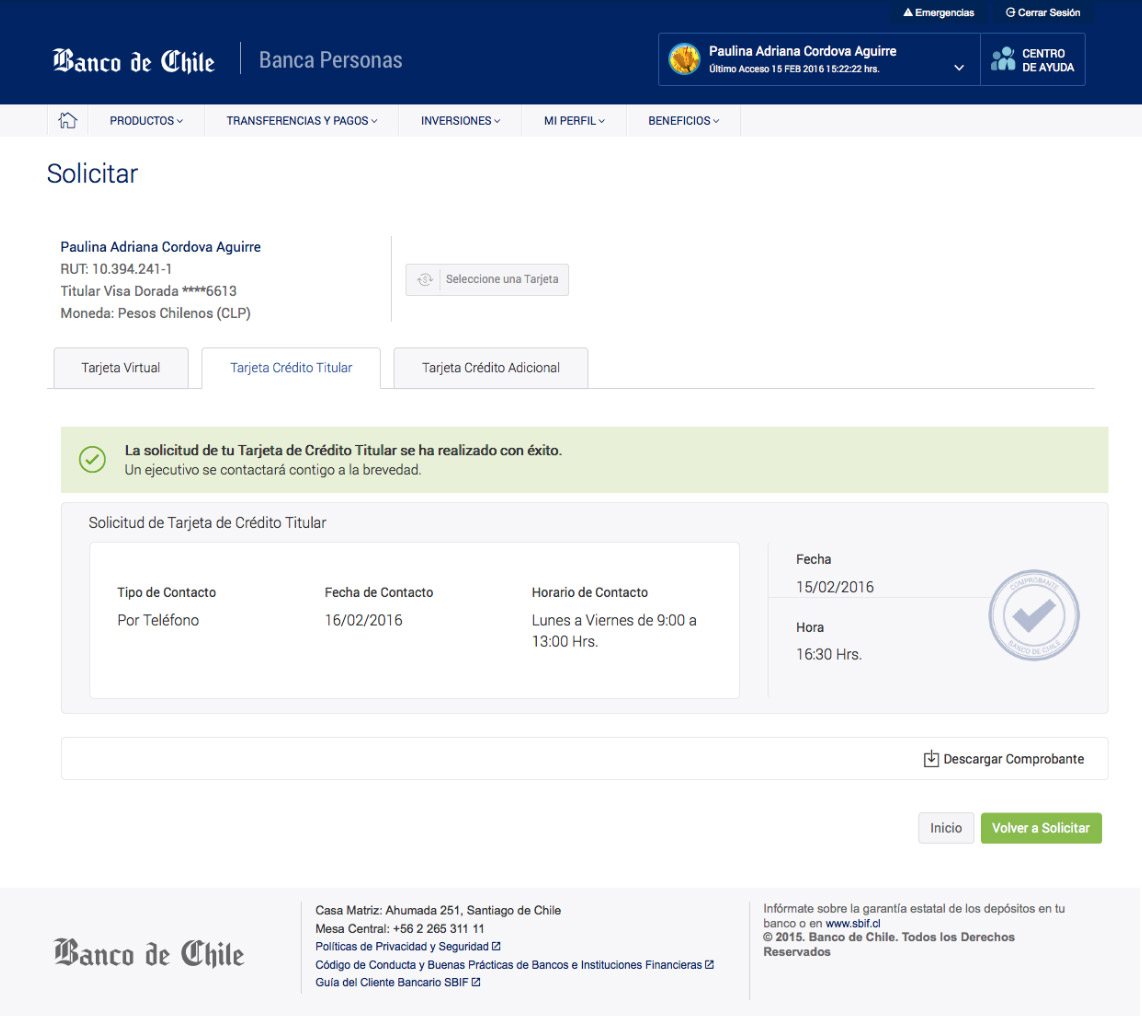 Emergencias
Cerrar Sesión
Banco de Chile
Banca Personas
Paulina Adriana Cordova Aguirre
Último Acceso 15 FEB 2016 15:22:22 hrs.
CENTRO
DE AYUDA
PRODUCTOS
TRANSFERENCIAS Y PAGOS
INVERSIONES
MI PERFIL
BENEFICIOS
Solicitar
Paulina Adriana Cordova Aguirre
RUT: 10.394.241-1
Titular Visa Dorada ****6613
Moneda: Pesos Chilenos (CLP)
Seleccione una Tarjeta
Tarjeta Virtual
Tarjeta Crédito Titular
Tarjeta Crédito Adicional
La solicitud de tu Tarjeta de Crédito Titular se ha realizado con éxito.
Un ejecutivo se contactará contigo a la brevedad.
Solicitud de Tarjeta de Crédito Titular
Tipo de Contacto
Por Teléfono
Fecha de Contacto
16/02/2016
Horario de Contacto
Lunes a Viernes de 9:00 a
13:00 Hrs.
Fecha
15/02/2016
Hora
16:30 Hrs.
COMPROBANTE
BANCO DE CHILE
Descargar Comprobante
Inicio
Volver a Solicitar
Banco de Chile
Casa Matriz: Ahumada 251, Santiago de Chile
Mesa Central: +56 2 265 311 11
Políticas de Privacidad y Seguridad
Código de Conducta y Buenas Prácticas de Bancos e Instituciones Financieras
Guía del Cliente Bancario SBIF
Infórmate sobre la garantía estatal de los depósitos en tu
banco o en www.sbif.cl
© 2015. Banco de Chile. Todos los Derechos
Reservados